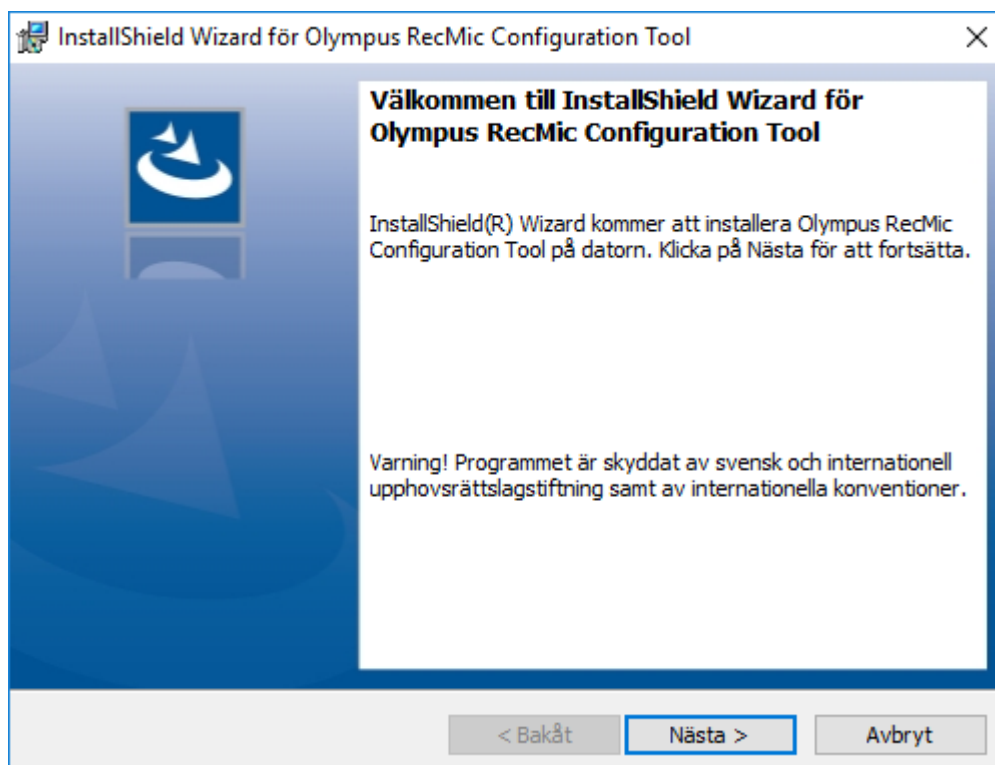 InstallShield Wizard för Olympus RecMic Configuration Tool
Välkommen till InstallShield Wizard för
Olympus RecMic Configuration Tool
InstallShield(R) Wizard kommer att installera Olympus RecMic
Configuration Tool på datorn. Klicka på Nästa för att fortsätta.
Varning! Programmet är skyddat av svensk och internationell
upphovsrättslagstiftning samt av internationella konventioner.
< Bakåt
Nästa >
Avbryt